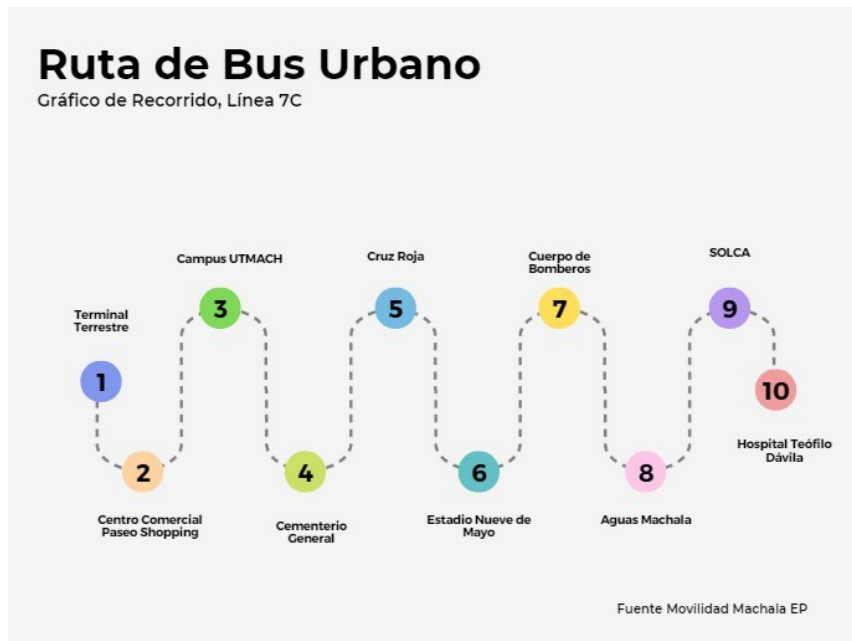 Ruta de Bus Urbano
Gráfico de Recorrido, Línea 7C
Terminal
Terrestre
1
Centro Comercial
Paseo Shopping
2
Campus UTMACH
3
Cementerio
General
4
Cruz Roja
5
Estadio Nueve de
Mayo
6
Cuerpo de
Bomberos
7
Aguas Machala
8
SOLCA
9
Hospital Teófilo
Dávila
10
Fuente Movilidad Machala EP